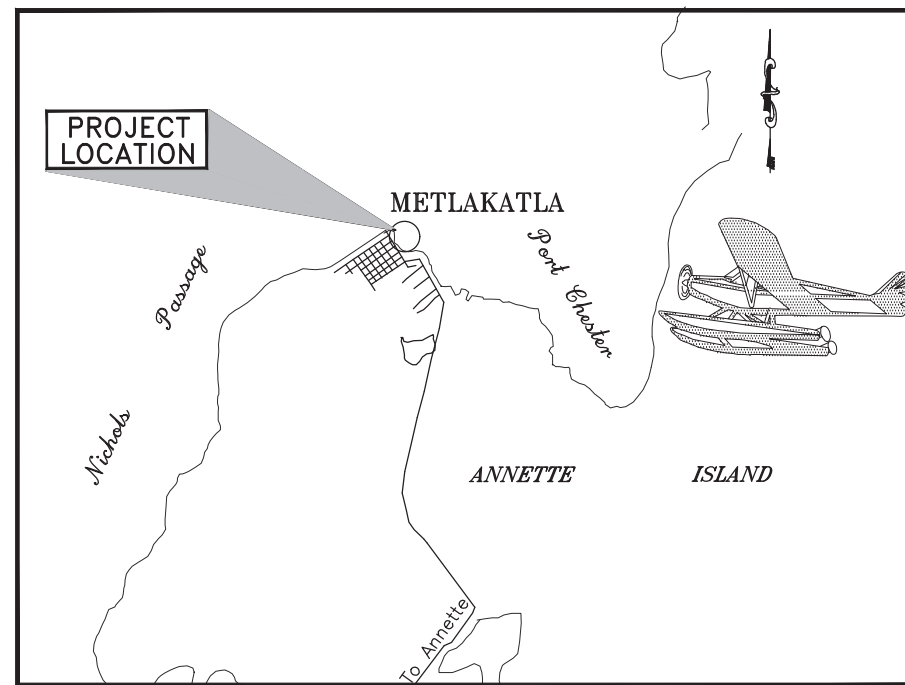 PROJECT
LOCATION
METLAKATLA
Port Chester
Nichols Passage
ANNETTE ISLAND
To Annette